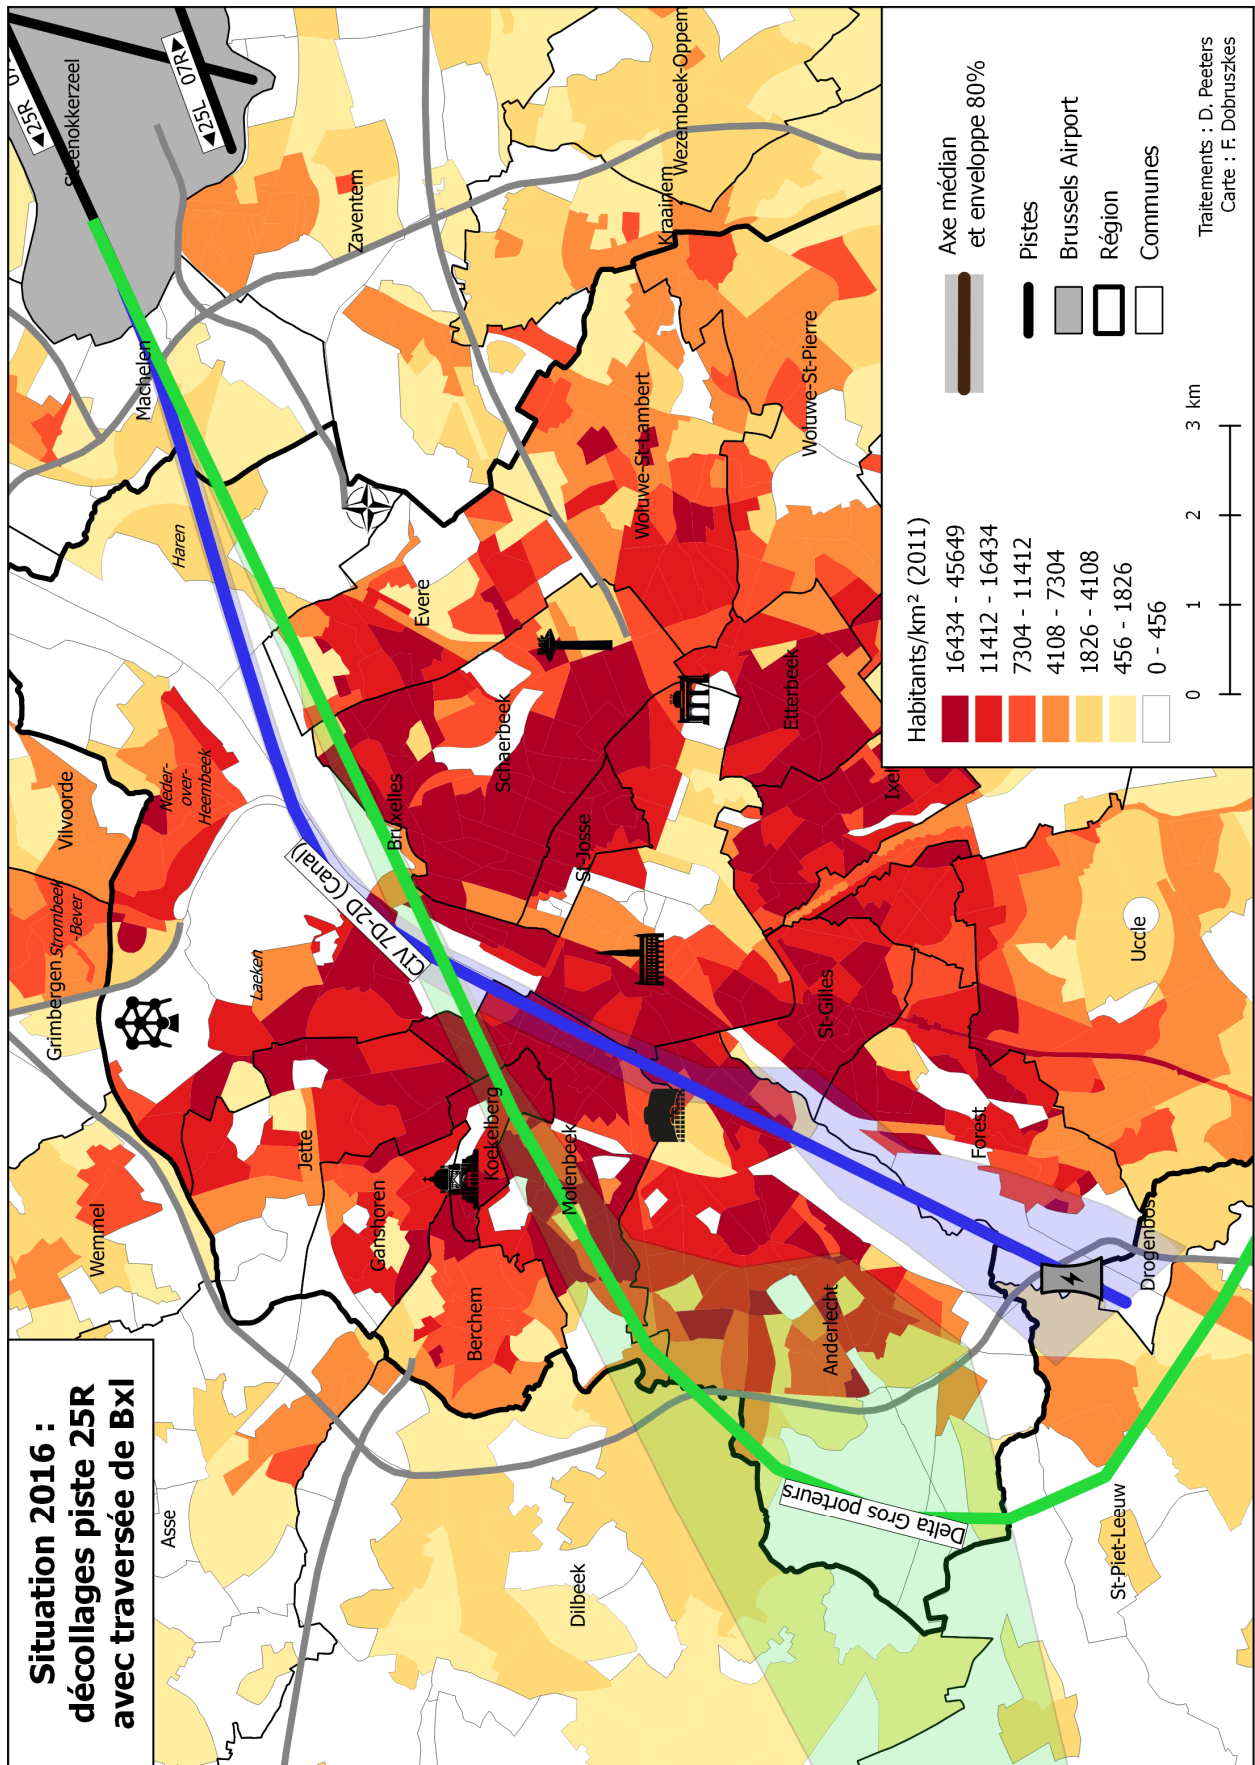 Situation 2016 :
décollages piste 25R
avec traversée de Bxl
Asse
Wemmel
Grimbergen
Strombeek
-Bever
Vilvoorde
Neder-
over-
Heembeek
Laeken
Haren
Machelen
Steenokkerzeel
◀25R
◀25L 07R▶
Zaventem
Jette
Ganshoren
Berchem
Koekelberg
Molenbeek
Dilbeek
CIV 7D-2D (Canal)
Bruxelles
Evere
Schaerbeek
St-Josse
Woluwe-St-Lambert
Kraainem
Wezembeek-Oppem
Woluwe-St-Pierre
Etterbeek
Ixel
St-Gilles
Anderlecht
Forest
Uccle
Drogenbos
St-Piet-Leeuw
Delta Gros porteurs
Habitants/km² (2011)
16434 - 45649
11412 - 16434
7304 - 11412
4108 - 7304
1826 - 4108
456 - 1826
0 - 456
Axe médian
et enveloppe 80%
Pistes
Brussels Airport
Région
Communes
0 1 2 3 km
Traitements : D. Peeters
Carte : F. Dobruszkes